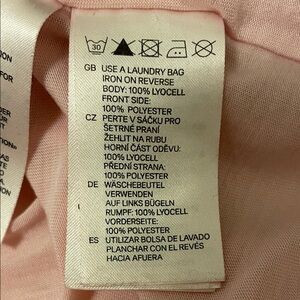 30
GB USE A LAUNDRY BAG
IRON ON REVERSE
BODY: 100% LYOCELL
FRONT SIDE:
100% POLYESTER
CZ PERTE V SÁČKU PRO
ŠETRNÉ PRANÍ
ŽEHLIT NA RUBU
HORNÍ ČÁST ODĚVU:
100% LYOCELL
PŘEDNÍ STRANA:
100% POLYESTER
DE WÄSCHEBEUTEL
VERWENDEN
AUF LINKS BÜGELN
RUMPF: 100% LYOCELL
VORDERSEITE:
100% POLYESTER
ES UTILIZAR BOLSA DE LAVADO
PLANCHAR CON EL REVÉS
HACIA AFUERA